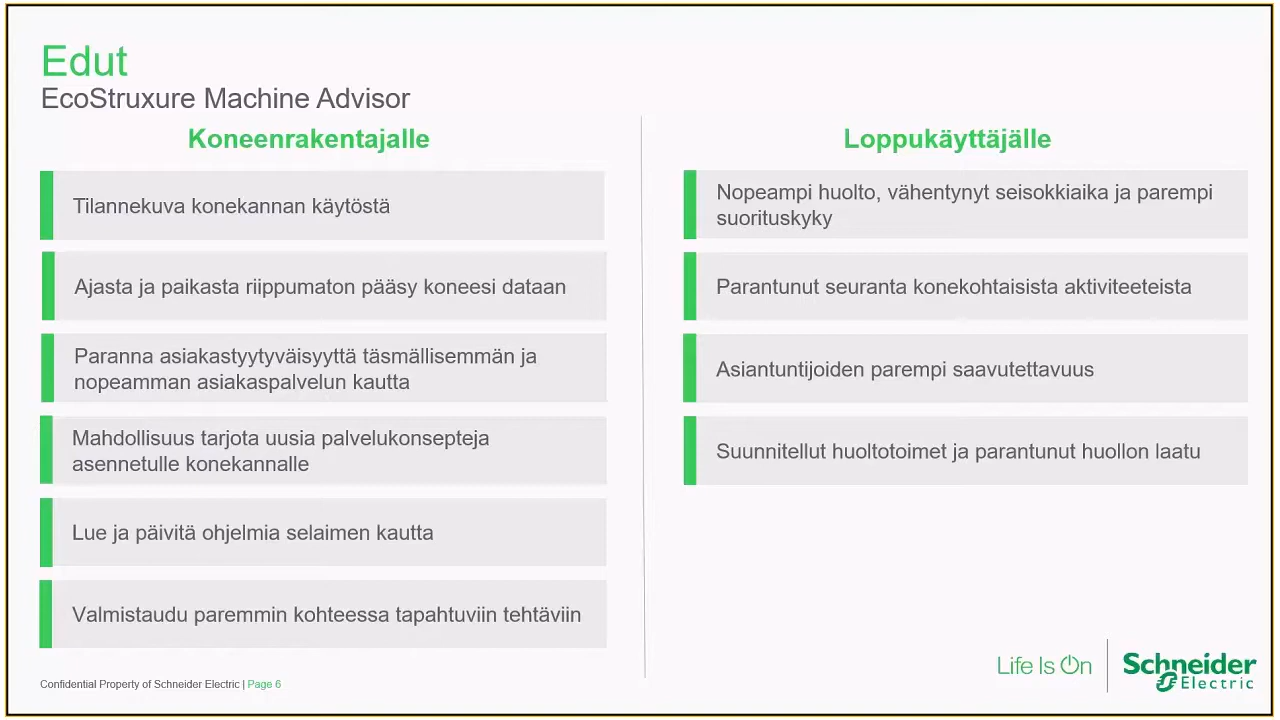 Edut
EcoStruxure Machine Advisor
Koneenrakentajalle
Tilannekuva konekannan käytöstä
Ajasta ja paikasta riippumaton pääsy koneesi dataan
Paranna asiakastyytyväisyyttä täsmällisemmän ja
nopeamman asiakaspalvelun kautta
Mahdollisuus tarjota uusia palvelukonsepteja
asennetulle konekannalle
Lue ja päivitä ohjelmia selaimen kautta
Valmistaudu paremmin kohteessa tapahtuviin tehtäviin
Loppukäyttäjälle
Nopeampi huolto, vähentynyt seisokkiaika ja parempi
suorituskyky
Parantunut seuranta konekohtaisista aktiviteeteista
Asiantuntijoiden parempi saavutettavuus
Suunnitellut huoltotoimet ja parantunut huollon laatu
Confidential Property of Schneider Electric | Page 6
Life Is On
Schneider
Electric